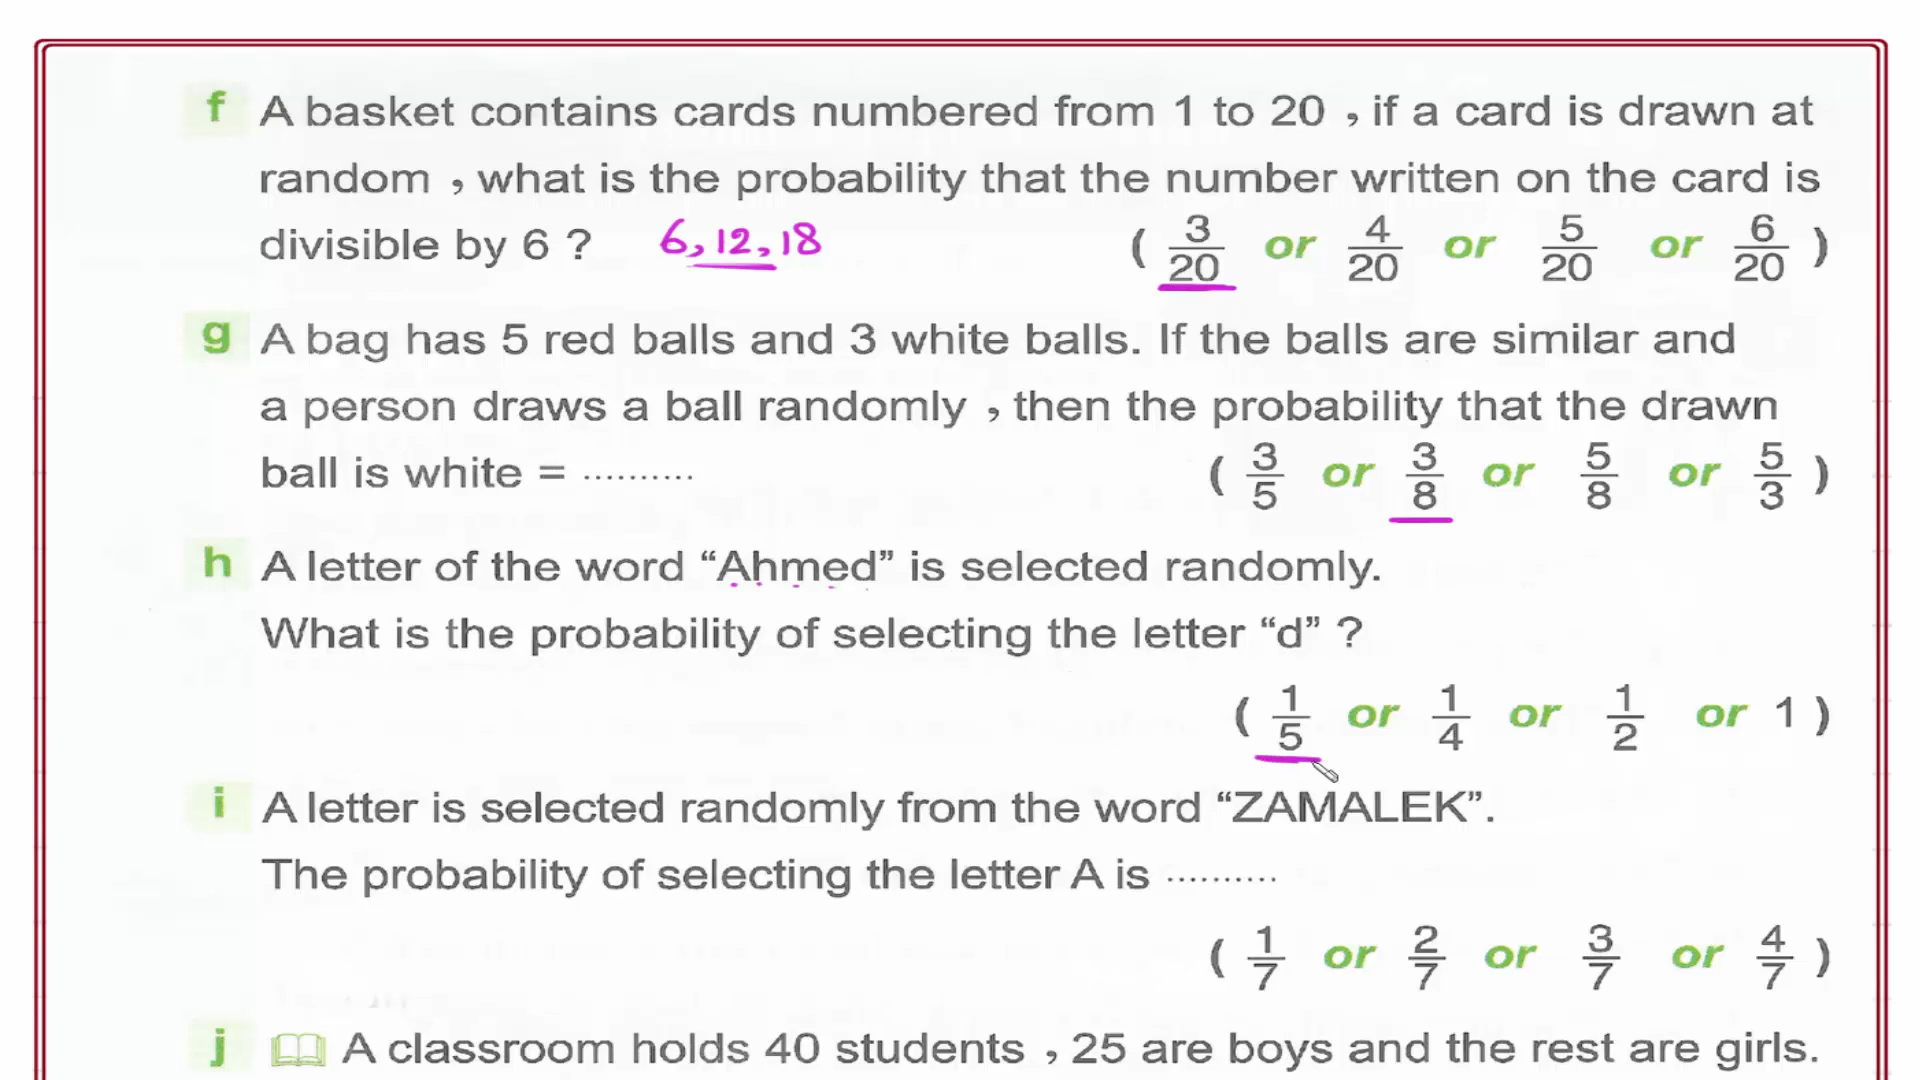 f A basket contains cards numbered from 1 to 20 , if a card is drawn at
random , what is the probability that the number written on the card is
divisible by 6 ? 6, 12, 18 ( 3/20 or 4/20 or 5/20 or 6/20 )
g A bag has 5 red balls and 3 white balls. If the balls are similar and
a person draws a ball randomly , then the probability that the drawn
ball is white = .......... ( 3/5 or 3/8 or 5/8 or 5/3 )
h A letter of the word “Ahmed” is selected randomly.
What is the probability of selecting the letter “d” ?
( 1/5 or 1/4 or 1/2 or 1 )
i A letter is selected randomly from the word “ZAMALEK”.
The probability of selecting the letter A is ..........
( 1/7 or 2/7 or 3/7 or 4/7 )
j A classroom holds 40 students , 25 are boys and the rest are girls.